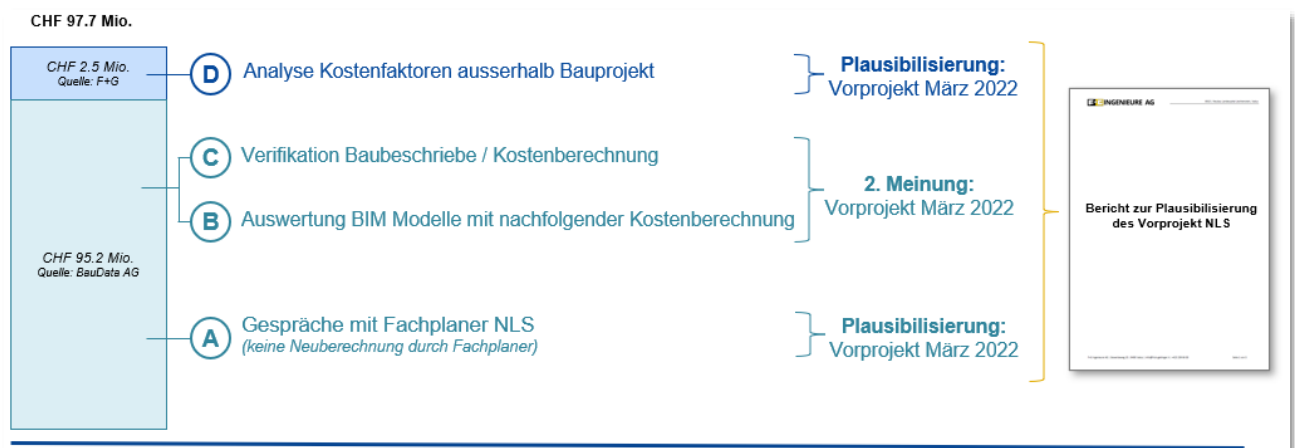 CHF 97.7 Mio.
CHF 2.5 Mio.
Quelle: F+G
D
Analyse Kostenfaktoren ausserhalb Bauprojekt
Plausibilisierung:
Vorprojekt März 2022
C
Verifikation Baubeschriebe / Kostenberechnung
B
Auswertung BIM Modelle mit nachfolgender Kostenberechnung
2. Meinung:
Vorprojekt März 2022
CHF 95.2 Mio.
Quelle: BauData AG
A
Gespräche mit Fachplaner NLS
(keine Neuberechnung durch Fachplaner)
Plausibilisierung:
Vorprojekt März 2022
INGENIEURE AG
Bericht zur Plausibilisierung
des Vorprojekt NLS